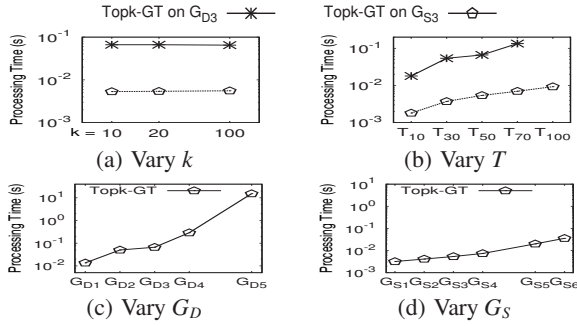 Topk-GT on G_D3 Topk-GT on G_S3
Processing Time (s)
10^-1
10^-2
10^-3
k = 10 20 100
(a) Vary k
Processing Time (s)
10^-1
10^-2
10^-3
T_10 T_30 T_50 T_70 T_100
(b) Vary T
Processing Time (s)
Topk-GT
10^1
10^0
10^-1
10^-2
G_D1 G_D2 G_D3 G_D4 G_D5
(c) Vary G_D
Processing Time (s)
Topk-GT
10^1
10^0
10^-1
10^-2
10^-3
G_S1 G_S2 G_S3 G_S4 G_S5 G_S6
(d) Vary G_S